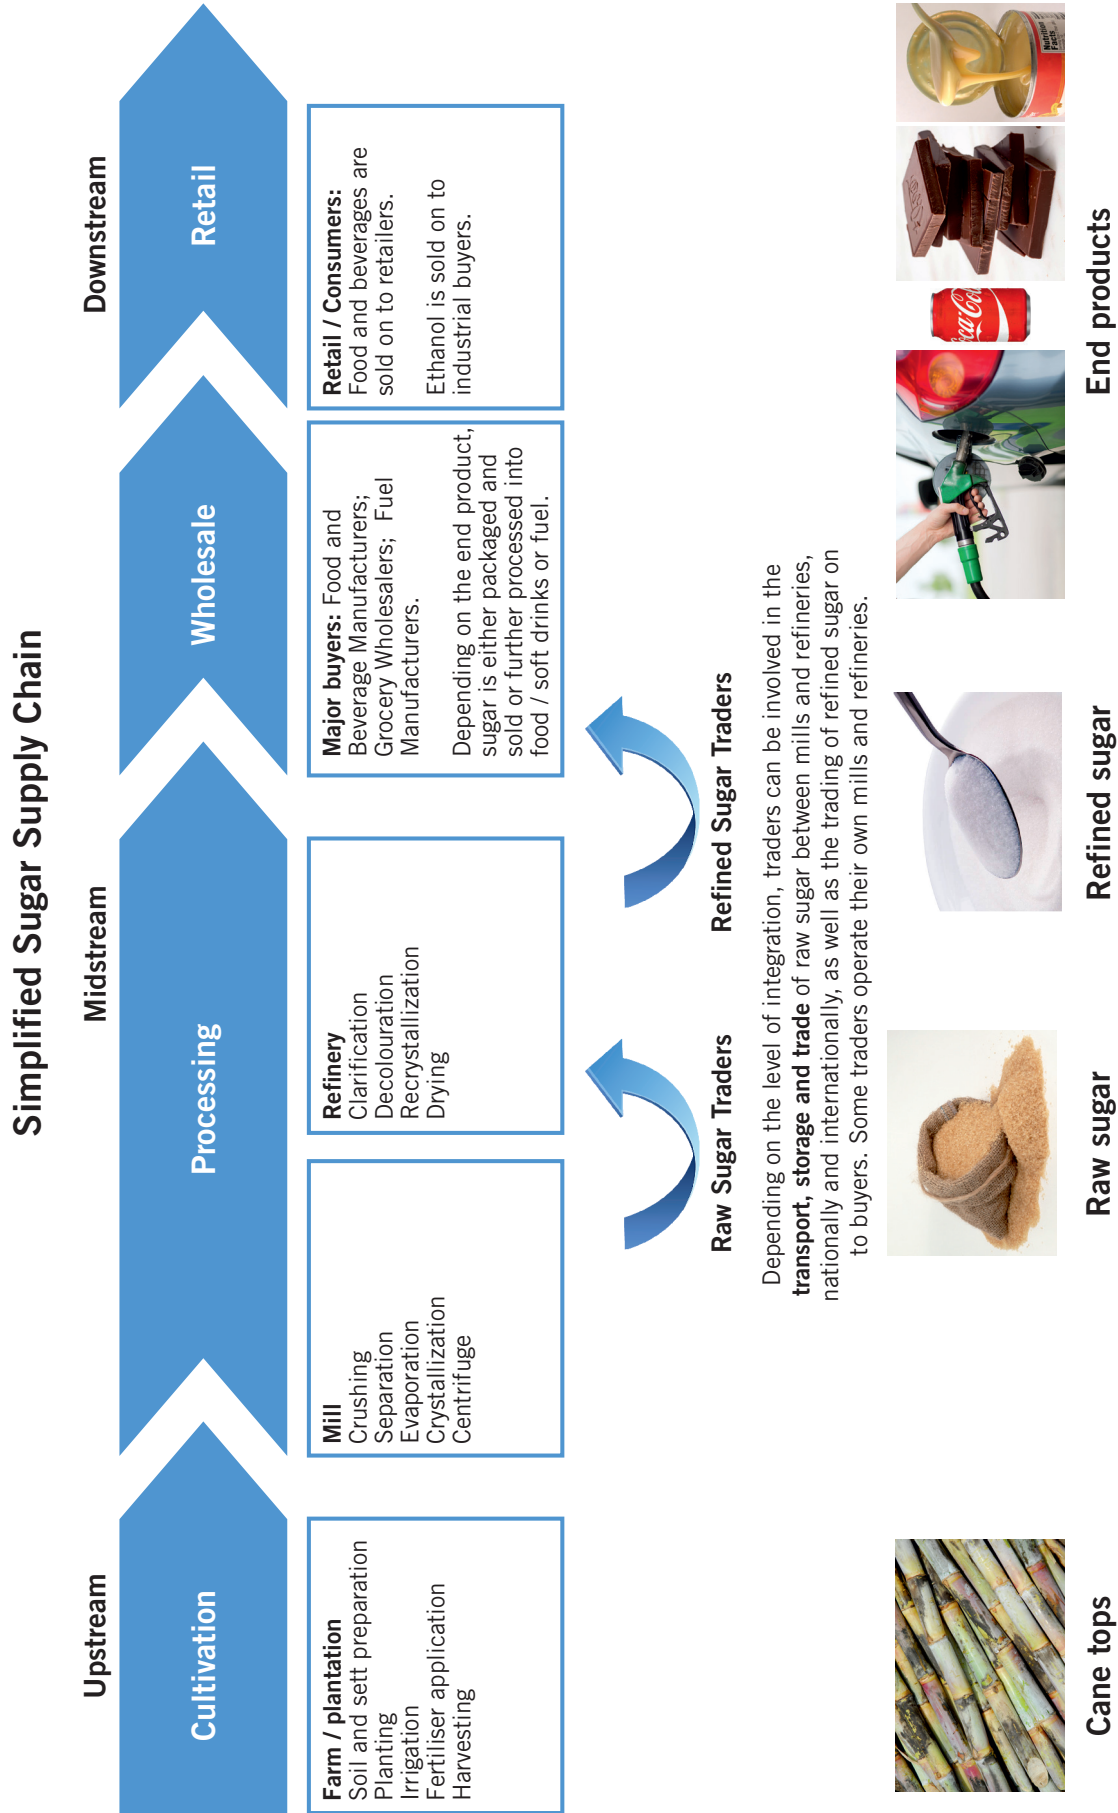 Simplified Sugar Supply Chain
Upstream
Midstream
Downstream
Cultivation
Processing
Wholesale
Retail
Farm / plantation
Soil and sett preparation
Planting
Irrigation
Fertiliser application
Harvesting
Mill
Crushing
Separation
Evaporation
Crystallization
Centrifuge
Refinery
Clarification
Decolouration
Recrystallization
Drying
Major buyers: Food and
Beverage Manufacturers;
Grocery Wholesalers; Fuel
Manufacturers.
Depending on the end product,
sugar is either packaged and
sold or further processed into
food / soft drinks or fuel.
Retail / Consumers:
Food and beverages are
sold on to retailers.
Ethanol is sold on to
industrial buyers.
Raw Sugar Traders
Refined Sugar Traders
Depending on the level of integration, traders can be involved in the
transport, storage and trade of raw sugar between mills and refineries,
nationally and internationally, as well as the trading of refined sugar on
to buyers. Some traders operate their own mills and refineries.
Nutrition
Facts
Cane tops
Raw sugar
Refined sugar
End products